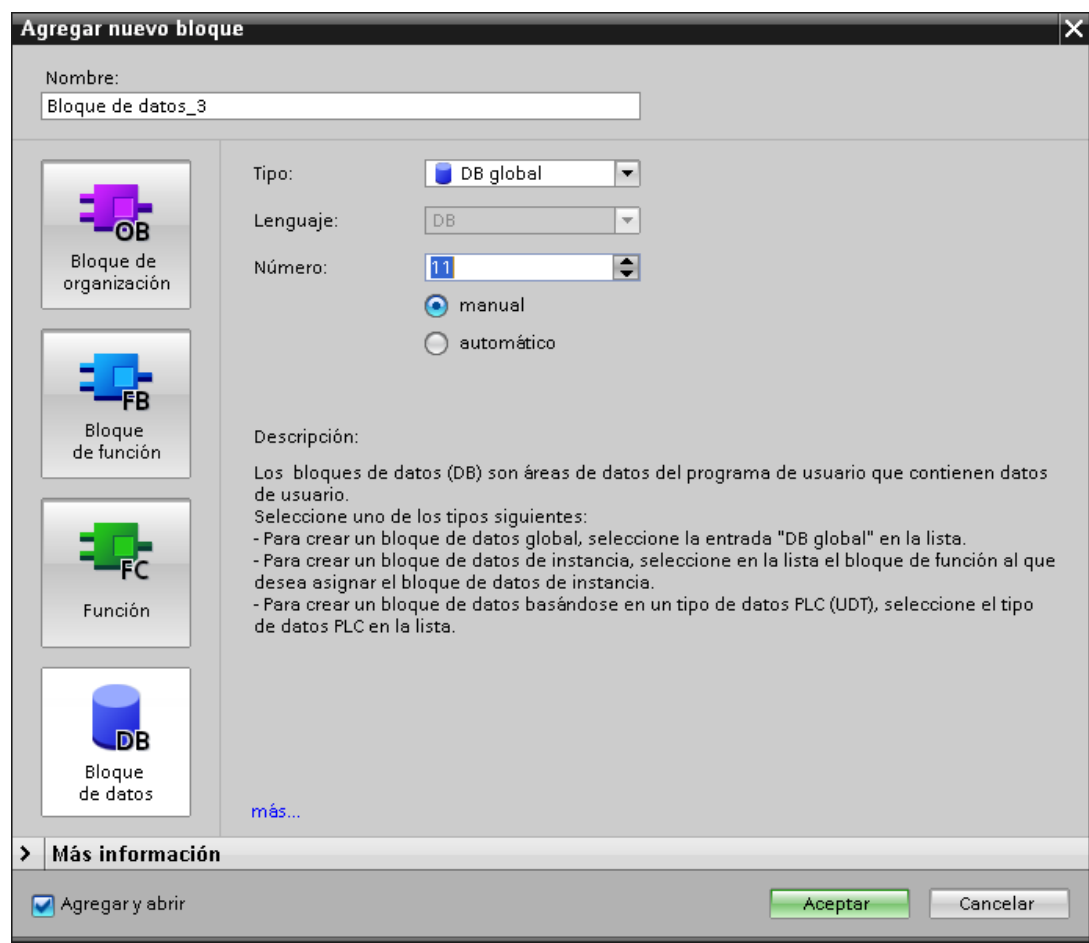 Agregar nuevo bloque
Nombre:
Bloque de datos_3
OB
Bloque de
organización
FB
Bloque
de función
FC
Función
DB
Bloque
de datos
Tipo:
DB global
Lenguaje:
DB
Número:
11
manual
automático
Descripción:
Los bloques de datos (DB) son áreas de datos del programa de usuario que contienen datos
de usuario.
Seleccione uno de los tipos siguientes:
- Para crear un bloque de datos global, seleccione la entrada "DB global" en la lista.
- Para crear un bloque de datos de instancia, seleccione en la lista el bloque de función al que
desea asignar el bloque de datos de instancia.
- Para crear un bloque de datos basándose en un tipo de datos PLC (UDT), seleccione el tipo
de datos PLC en la lista.
más...
Más información
Agregar y abrir
Aceptar
Cancelar